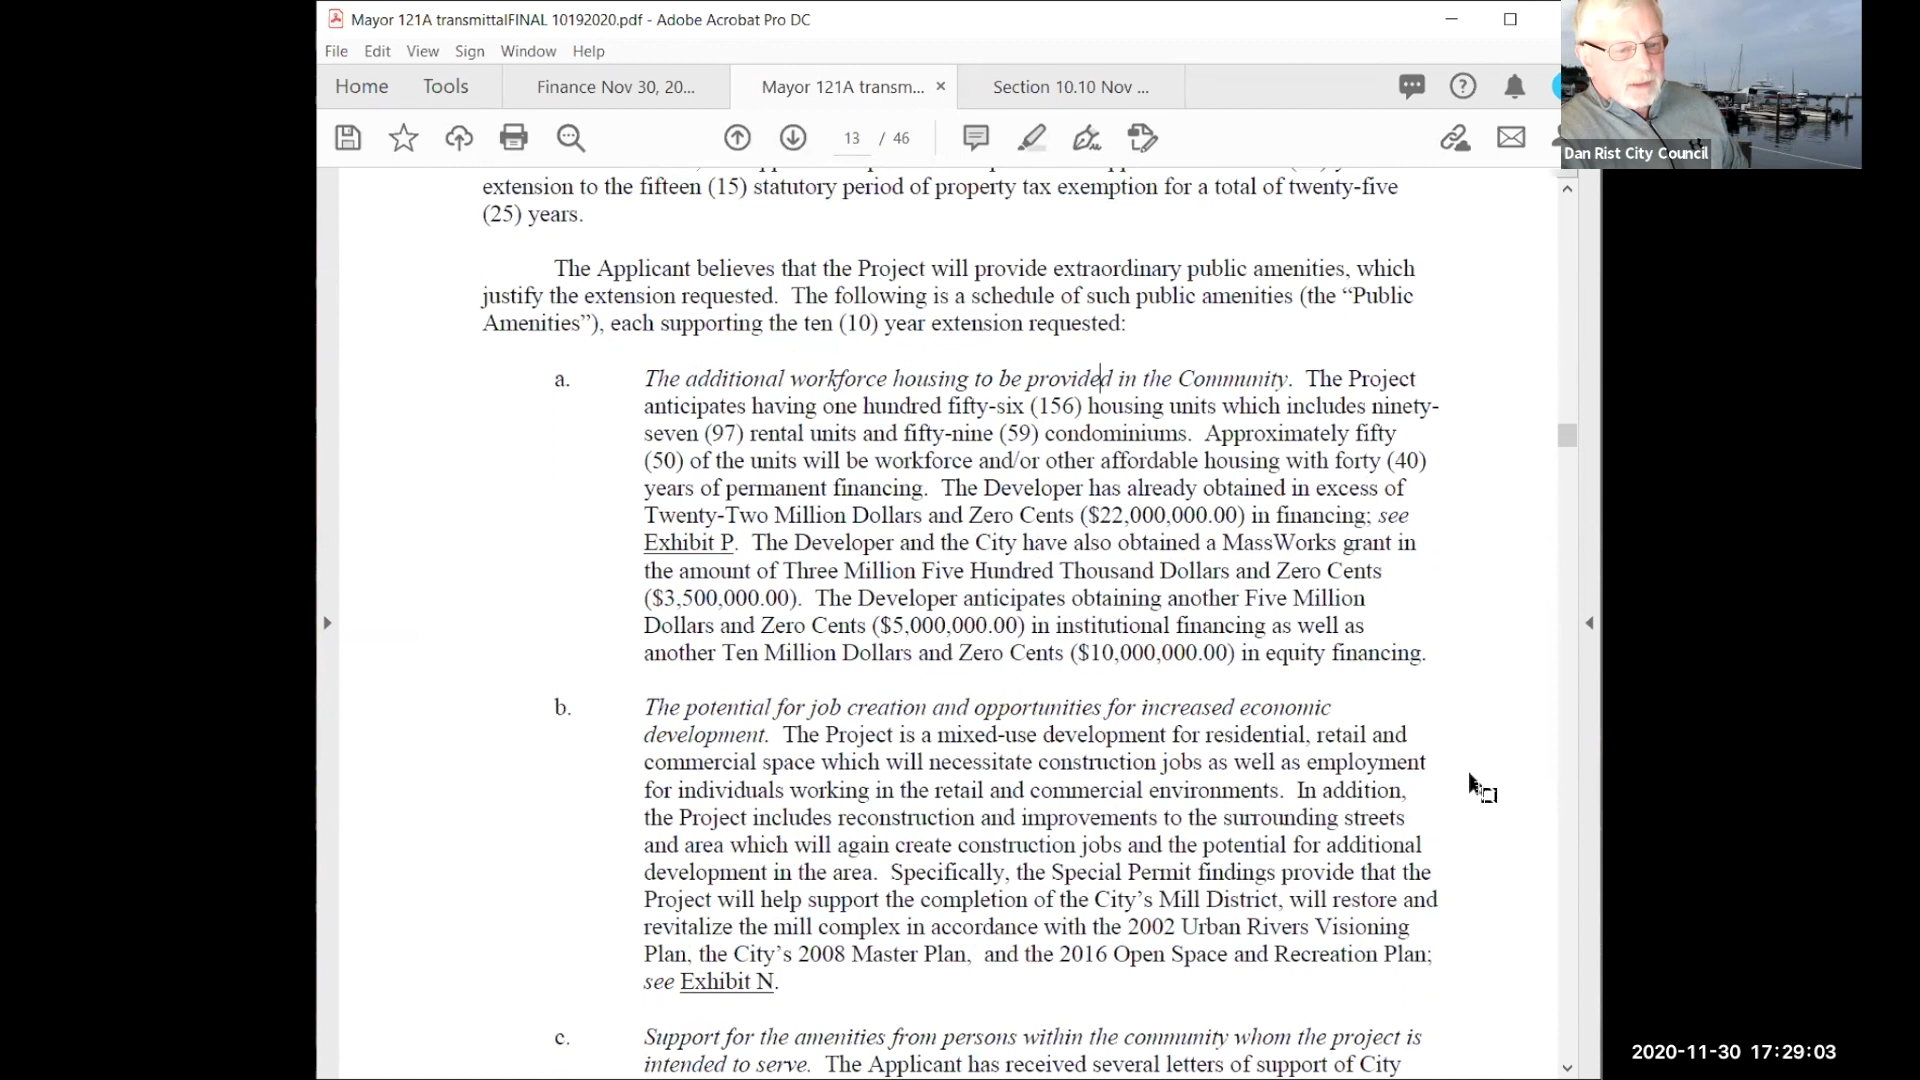 Mayor 121A transmittalFINAL 10192020.pdf - Adobe Acrobat Pro DC
File Edit View Sign Window Help
Home Tools Finance Nov 30, 20... Mayor 121A transm... × Section 10.10 Nov ...
13 / 46
Dan Rist City Council
extension to the fifteen (15) statutory period of property tax exemption for a total of twenty-five
(25) years.
The Applicant believes that the Project will provide extraordinary public amenities, which
justify the extension requested. The following is a schedule of such public amenities (the “Public
Amenities”), each supporting the ten (10) year extension requested:
a. The additional workforce housing to be provided in the Community. The Project
anticipates having one hundred fifty-six (156) housing units which includes ninety-
seven (97) rental units and fifty-nine (59) condominiums. Approximately fifty
(50) of the units will be workforce and/or other affordable housing with forty (40)
years of permanent financing. The Developer has already obtained in excess of
Twenty-Two Million Dollars and Zero Cents ($22,000,000.00) in financing; see
Exhibit P. The Developer and the City have also obtained a MassWorks grant in
the amount of Three Million Five Hundred Thousand Dollars and Zero Cents
($3,500,000.00). The Developer anticipates obtaining another Five Million
Dollars and Zero Cents ($5,000,000.00) in institutional financing as well as
another Ten Million Dollars and Zero Cents ($10,000,000.00) in equity financing.
b. The potential for job creation and opportunities for increased economic
development. The Project is a mixed-use development for residential, retail and
commercial space which will necessitate construction jobs as well as employment
for individuals working in the retail and commercial environments. In addition,
the Project includes reconstruction and improvements to the surrounding streets
and area which will again create construction jobs and the potential for additional
development in the area. Specifically, the Special Permit findings provide that the
Project will help support the completion of the City’s Mill District, will restore and
revitalize the mill complex in accordance with the 2002 Urban Rivers Visioning
Plan, the City’s 2008 Master Plan, and the 2016 Open Space and Recreation Plan;
see Exhibit N.
c. Support for the amenities from persons within the community whom the project is
intended to serve. The Applicant has received several letters of support of City
2020-11-30 17:29:03